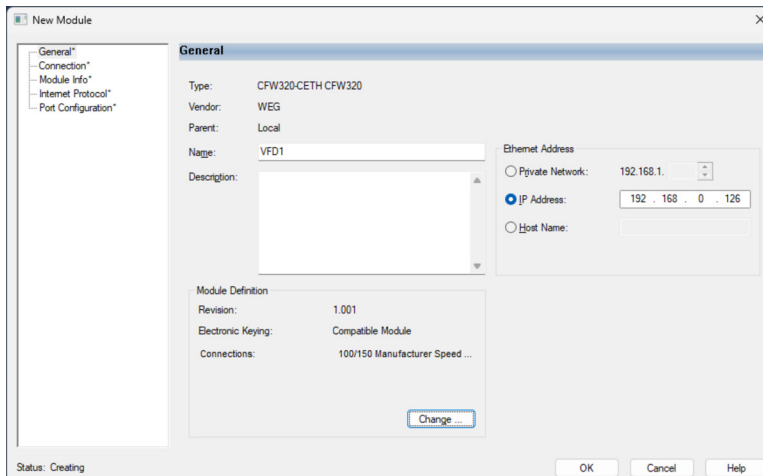 New Module
General*
Connection*
Module Info*
Internet Protocol*
Port Configuration*
General
Type: CFW320-CETH CFW320
Vendor: WEG
Parent: Local
Name: VFD1
Description:
Ethernet Address
Private Network: 192.168.1.
IP Address: 192 . 168 . 0 . 126
Host Name:
Module Definition
Revision: 1.001
Electronic Keying: Compatible Module
Connections: 100/150 Manufacturer Speed ...
Change ...
Status: Creating
OK Cancel Help